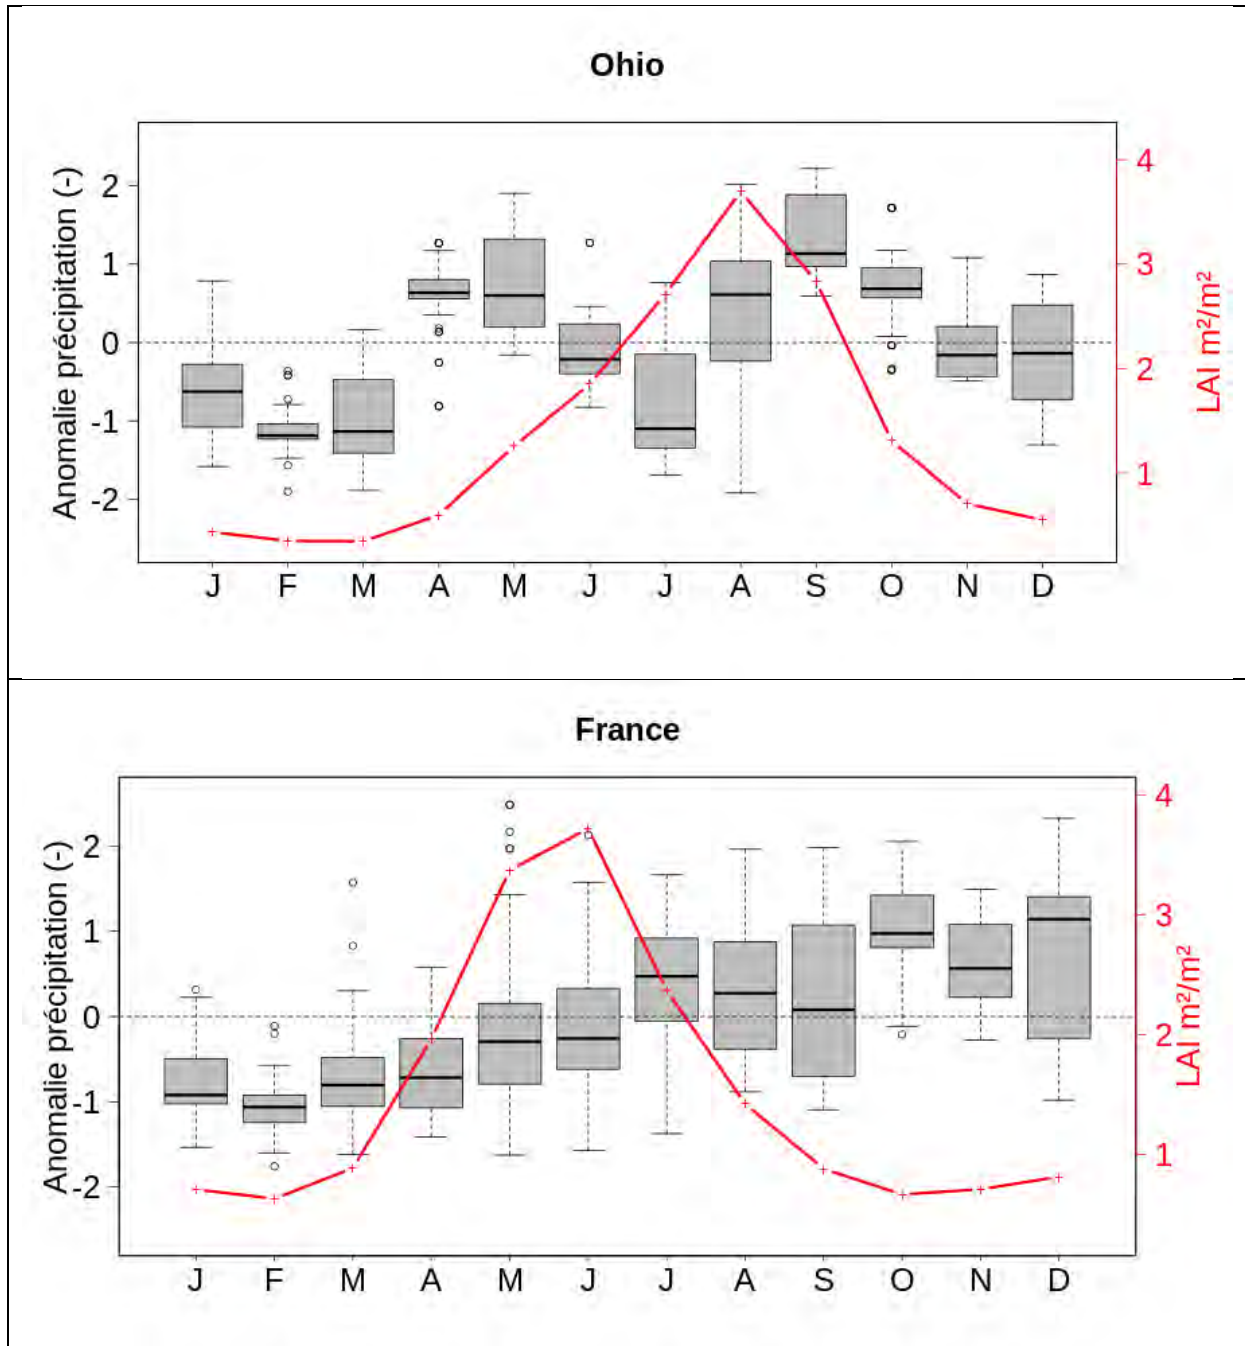 Ohio
Anomalie précipitation (-)
2
1
0
-1
-2
4
3
2
1
LAI m²/m²
J F M A M J J A S O N D
France
Anomalie précipitation (-)
2
1
0
-1
-2
4
3
2
1
LAI m²/m²
J F M A M J J A S O N D